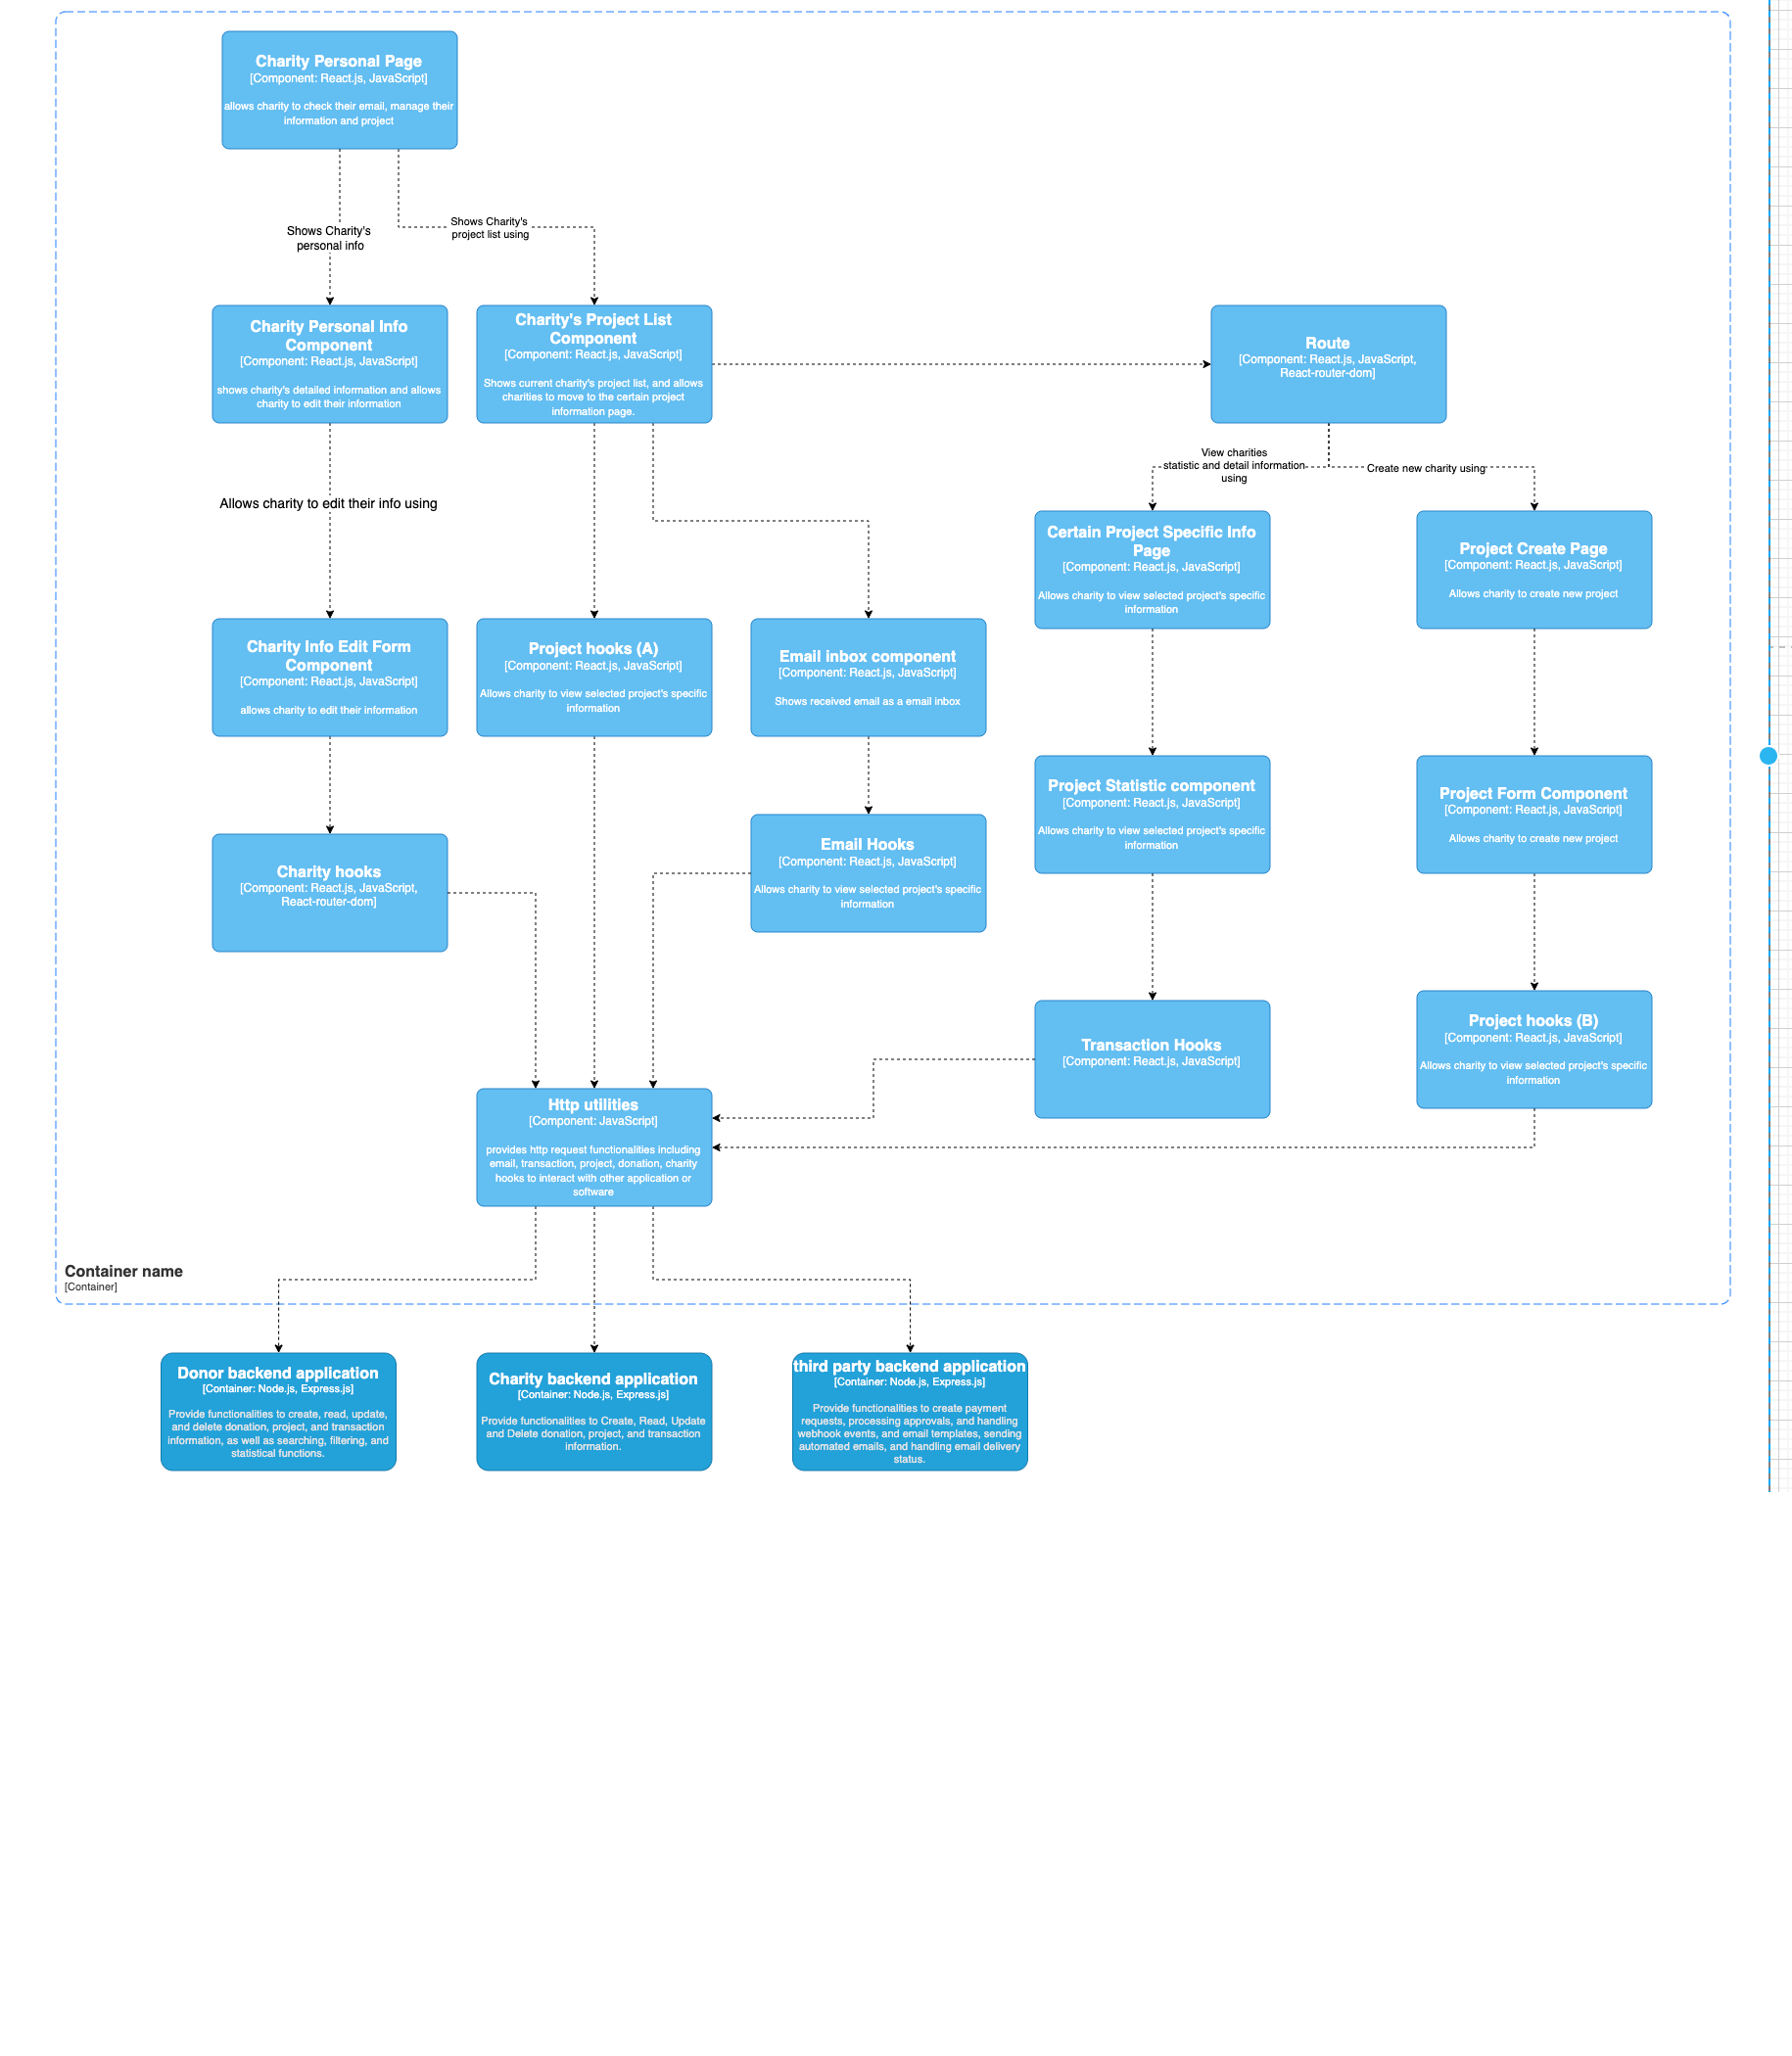 Charity Personal Page
[Component: React.js, JavaScript]
allows charity to check their email, manage their
information and project
Shows Charity's
personal info
Shows Charity's
project list using
Charity Personal Info
Component
[Component: React.js, JavaScript]
shows charity's detailed information and allows
charity to edit their information
Charity's Project List
Component
[Component: React.js, JavaScript]
Shows current charity's project list, and allows
charities to move to the certain project
information page.
Route
[Component: React.js, JavaScript,
React-router-dom]
View charities
statistic and detail information
using
Create new charity using
Allows charity to edit their info using
Certain Project Specific Info
Page
[Component: React.js, JavaScript]
Allows charity to view selected project's specific
information
Project Create Page
[Component: React.js, JavaScript]
Allows charity to create new project
Charity Info Edit Form
Component
[Component: React.js, JavaScript]
allows charity to edit their information
Project hooks (A)
[Component: React.js, JavaScript]
Allows charity to view selected project's specific
information
Email inbox component
[Component: React.js, JavaScript]
Shows received email as a email inbox
Project Statistic component
[Component: React.js, JavaScript]
Allows charity to view selected project's specific
information
Project Form Component
[Component: React.js, JavaScript]
Allows charity to create new project
Charity hooks
[Component: React.js, JavaScript,
React-router-dom]
Email Hooks
[Component: React.js, JavaScript]
Allows charity to view selected project's specific
information
Transaction Hooks
[Component: React.js, JavaScript]
Project hooks (B)
[Component: React.js, JavaScript]
Allows charity to view selected project's specific
information
Http utilities
[Component: JavaScript]
provides http request functionalities including
email, transaction, project, donation, charity
hooks to interact with other application or
software
Container name
[Container]
Donor backend application
[Container: Node.js, Express.js]
Provide functionalities to create, read, update,
and delete donation, project, and transaction
information, as well as searching, filtering, and
statistical functions.
Charity backend application
[Container: Node.js, Express.js]
Provide functionalities to Create, Read, Update
and Delete donation, project, and transaction
information.
third party backend application
[Container: Node.js, Express.js]
Provide functionalities to create payment
requests, processing approvals, and handling
webhook events, and email templates, sending
automated emails, and handling email delivery
status.